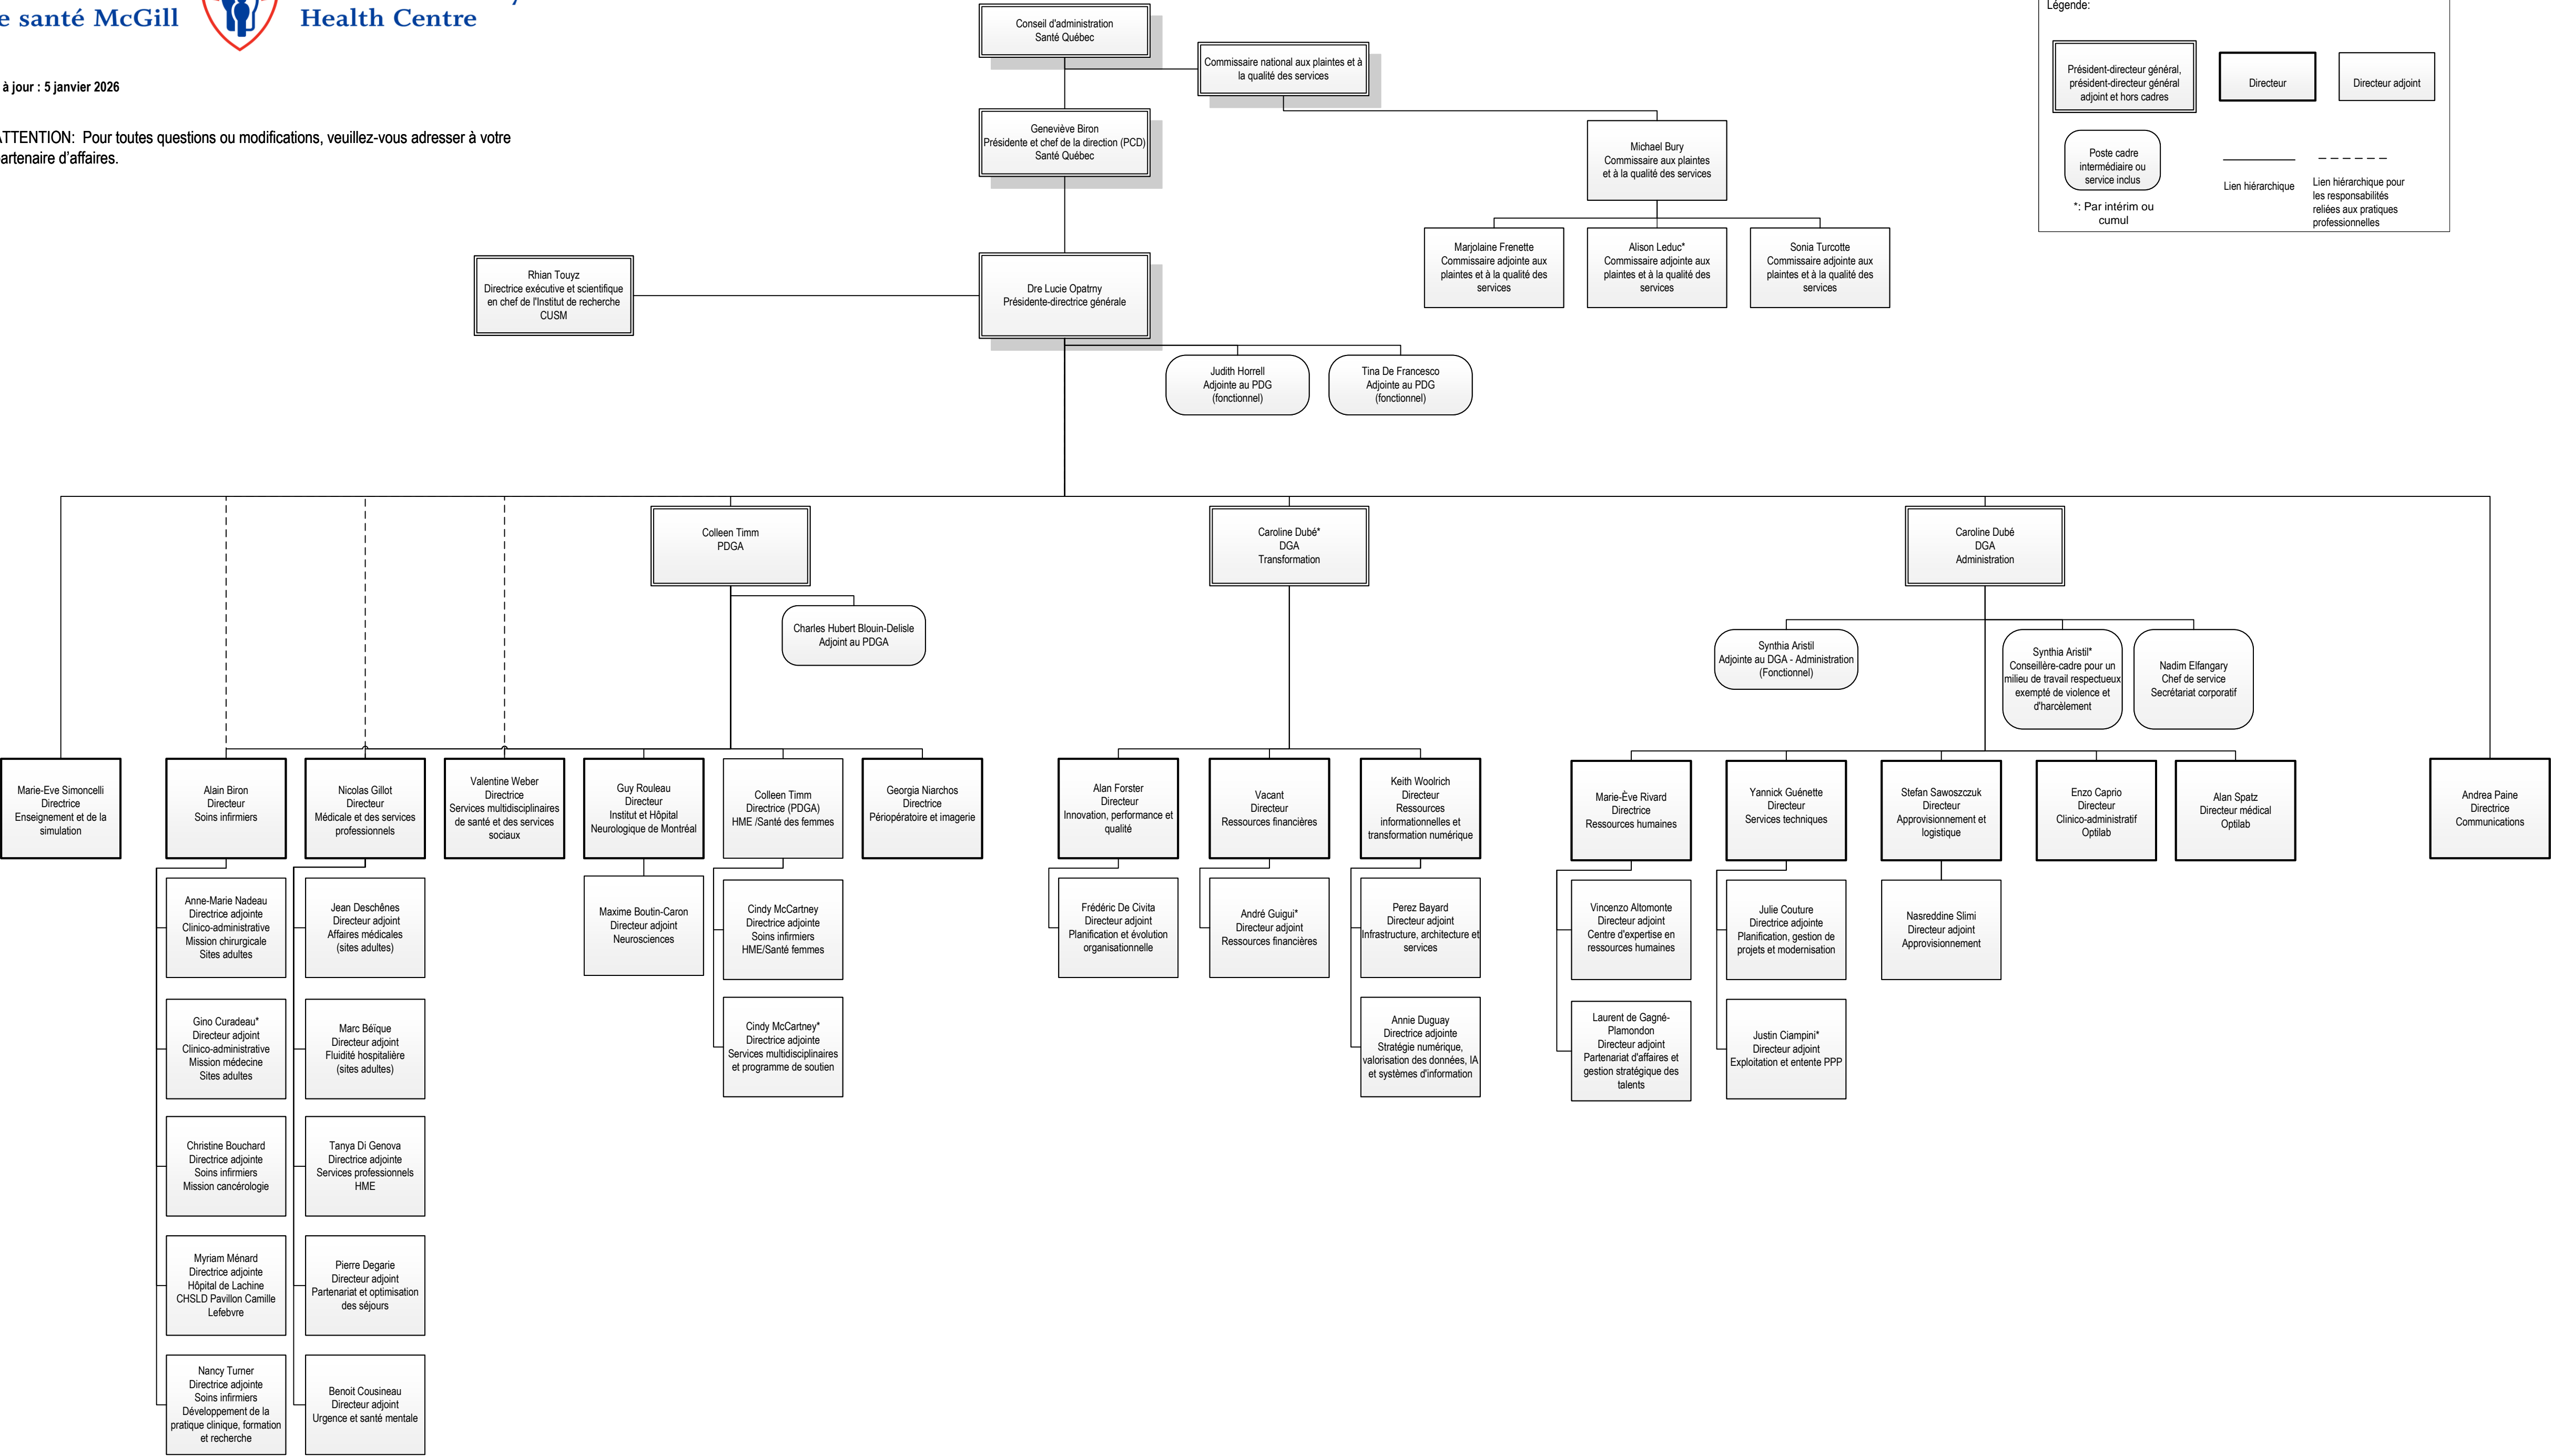 e santé McGill
Health Centre
à jour : 5 janvier 2026
ATTENTION: Pour toutes questions ou modifications, veuillez-vous adresser à votre
partenaire d'affaires.
Conseil d'administration
Santé Québec
Commissaire national aux plaintes et à
la qualité des services
Geneviève Biron
Présidente et chef de la direction (PCD)
Santé Québec
Michael Bury
Commissaire aux plaintes
et à la qualité des services
Marjolaine Frenette
Commissaire adjointe aux
plaintes et à la qualité des
services
Alison Leduc*
Commissaire adjointe aux
plaintes et à la qualité des
services
Sonia Turcotte
Commissaire adjointe aux
plaintes et à la qualité des
services
Légende:
Président-directeur général,
président-directeur général
adjoint et hors cadres
Directeur
Directeur adjoint
Poste cadre
intermédiaire ou
service inclus
Lien hiérarchique
Lien hiérarchique pour
les responsabilités
reliées aux pratiques
professionnelles
*: Par intérim ou
cumul
Rhian Touyz
Directrice exécutive et scientifique
en chef de l'Institut de recherche
CUSM
Dre Lucie Opatrny
Présidente-directrice générale
Judith Horrell
Adjointe au PDG
(fonctionnel)
Tina De Francesco
Adjointe au PDG
(fonctionnel)
Colleen Timm
PDGA
Caroline Dubé*
DGA
Transformation
Caroline Dubé
DGA
Administration
Charles Hubert Blouin-Delisle
Adjoint au PDGA
Synthia Aristil
Adjointe au DGA - Administration
(Fonctionnel)
Synthia Aristil*
Conseillère-cadre pour un
milieu de travail respectueux
exempté de violence et
d'harcèlement
Nadim Elfangary
Chef de service
Secrétariat corporatif
Marie-Eve Simoncelli
Directrice
Enseignement et de la
simulation
Alain Biron
Directeur
Soins infirmiers
Nicolas Gillot
Directeur
Médicale et des services
professionnels
Valentine Weber
Directrice
Services multidisciplinaires
de santé et des services
sociaux
Guy Rouleau
Directeur
Institut et Hôpital
Neurologique de Montréal
Colleen Timm
Directrice (PDGA)
HME /Santé des femmes
Georgia Niarchos
Directrice
Périopératoire et imagerie
Alan Forster
Directeur
Innovation, performance et
qualité
Vacant
Directeur
Ressources financières
Keith Woolrich
Directeur
Ressources
informationnelles et
transformation numérique
Marie-Ève Rivard
Directrice
Ressources humaines
Yannick Guénette
Directeur
Services techniques
Stefan Sawoszczuk
Directeur
Approvisionnement et
logistique
Enzo Caprio
Directeur
Clinico-administratif
Optilab
Alan Spatz
Directeur médical
Optilab
Andrea Paine
Directrice
Communications
Anne-Marie Nadeau
Directrice adjointe
Clinico-administrative
Mission chirurgicale
Sites adultes
Jean Deschênes
Directeur adjoint
Affaires médicales
(sites adultes)
Maxime Boutin-Caron
Directeur adjoint
Neurosciences
Cindy McCartney
Directrice adjointe
Soins infirmiers
HME/Santé femmes
Frédéric De Civita
Directeur adjoint
Planification et évolution
organisationnelle
André Guigui*
Directeur adjoint
Ressources financières
Perez Bayard
Directeur adjoint
Infrastructure, architecture et
services
Vincenzo Altomonte
Directeur adjoint
Centre d'expertise en
ressources humaines
Julie Couture
Directrice adjointe
Planification, gestion de
projets et modernisation
Nasreddine Slimi
Directeur adjoint
Approvisionnement
Gino Curadeau*
Directeur adjoint
Clinico-administrative
Mission médecine
Sites adultes
Marc Béïque
Directeur adjoint
Fluidité hospitalière
(sites adultes)
Cindy McCartney*
Directrice adjointe
Services multidisciplinaires
et programme de soutien
Annie Duguay
Directrice adjointe
Stratégie numérique,
valorisation des données, IA
et systèmes d'information
Laurent de Gagné-
Plamondon
Directeur adjoint
Partenariat d'affaires et
gestion stratégique des
talents
Justin Ciampini*
Directeur adjoint
Exploitation et entente PPP
Christine Bouchard
Directrice adjointe
Soins infirmiers
Mission cancérologie
Tanya Di Genova
Directrice adjointe
Services professionnels
HME
Myriam Ménard
Directrice adjointe
Hôpital de Lachine
CHSLD Pavillon Camille
Lefebvre
Pierre Degarie
Directeur adjoint
Partenariat et optimisation
des séjours
Nancy Turner
Directrice adjointe
Soins infirmiers
Développement de la
pratique clinique, formation
et recherche
Benoit Cousineau
Directeur adjoint
Urgence et santé mentale